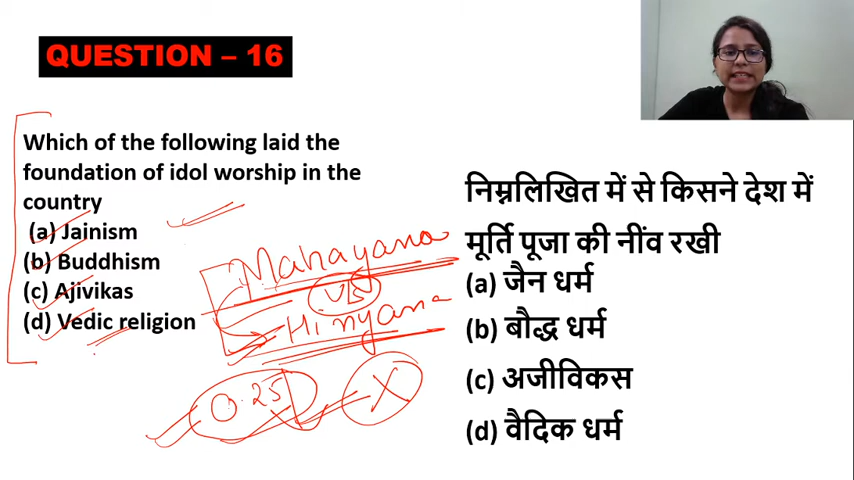 QUESTION – 16
Which of the following laid the
foundation of idol worship in the
country
(a) Jainism
(b) Buddhism
(c) Ajivikas
(d) Vedic religion
Mahayana
VS
Hinyana
0.25
निम्नलिखित में से किसने देश में
मूर्ति पूजा की नींव रखी
(a) जैन धर्म
(b) बौद्ध धर्म
(c) अजीविकस
(d) वैदिक धर्म